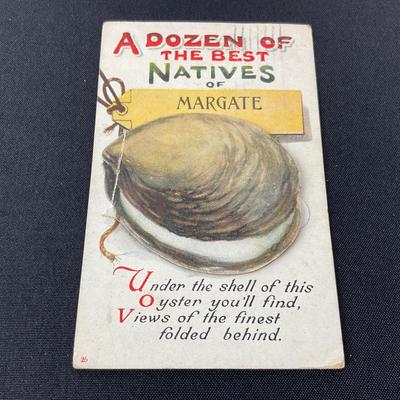 A DOZEN OF
THE BEST
NATIVES
OF
MARGATE
Under the shell of this
Oyster you'll find,
Views of the finest
folded behind.
25